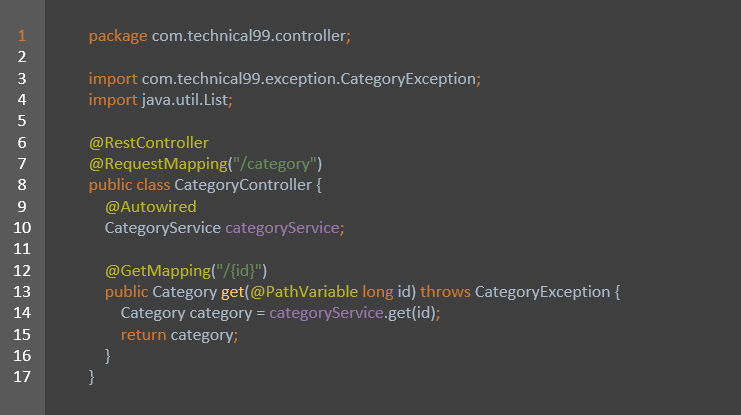 1 package com.technical99.controller;
2
3 import com.technical99.exception.CategoryException;
4 import java.util.List;
5
6 @RestController
7 @RequestMapping("/category")
8 public class CategoryController {
9 @Autowired
10 CategoryService categoryService;
11
12 @GetMapping("/{id}")
13 public Category get(@PathVariable long id) throws CategoryException {
14 Category category = categoryService.get(id);
15 return category;
16 }
17 }